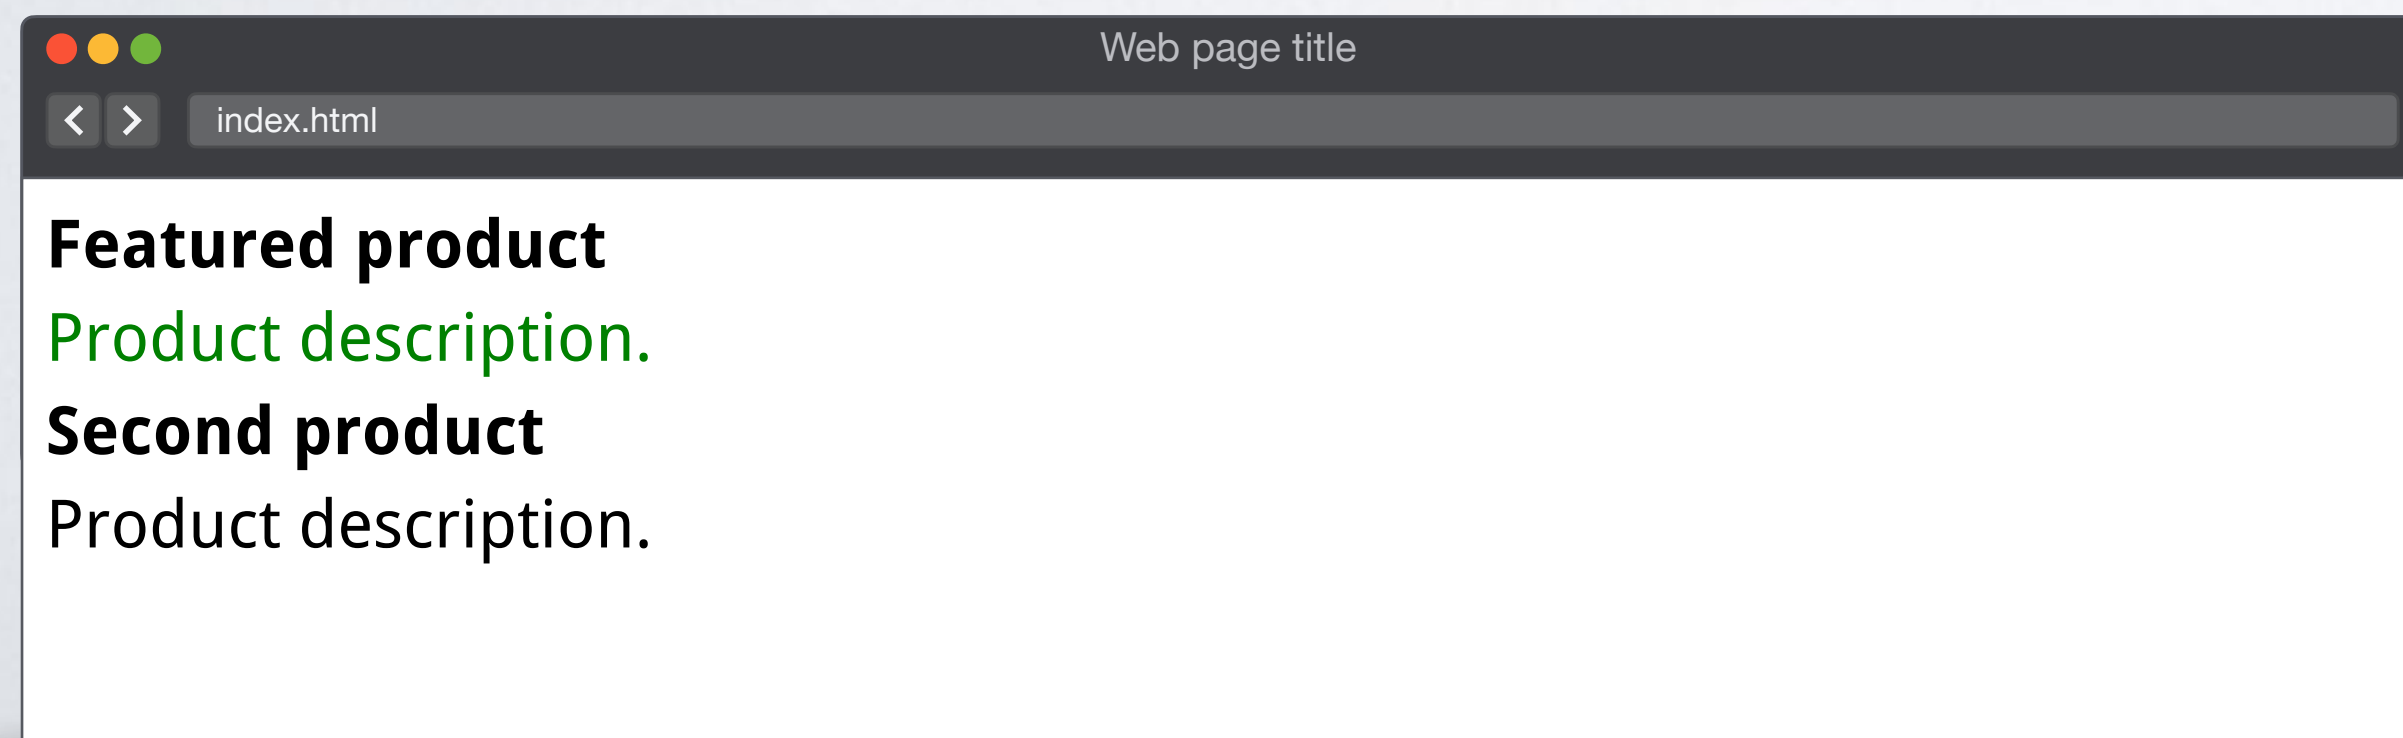 Web page title
index.html
Featured product
Product description.
Second product
Product description.